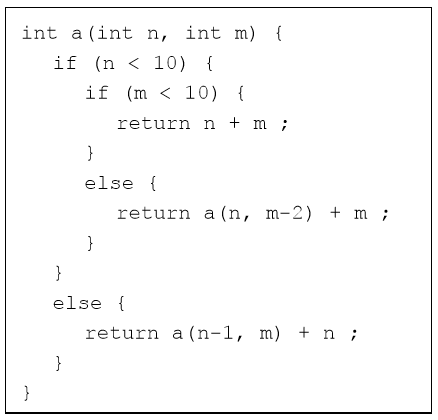 int a(int n, int m) {
if (n < 10) {
if (m < 10) {
return n + m ;
}
else {
return a(n, m-2) + m ;
}
}
else {
return a(n-1, m) + n ;
}
}